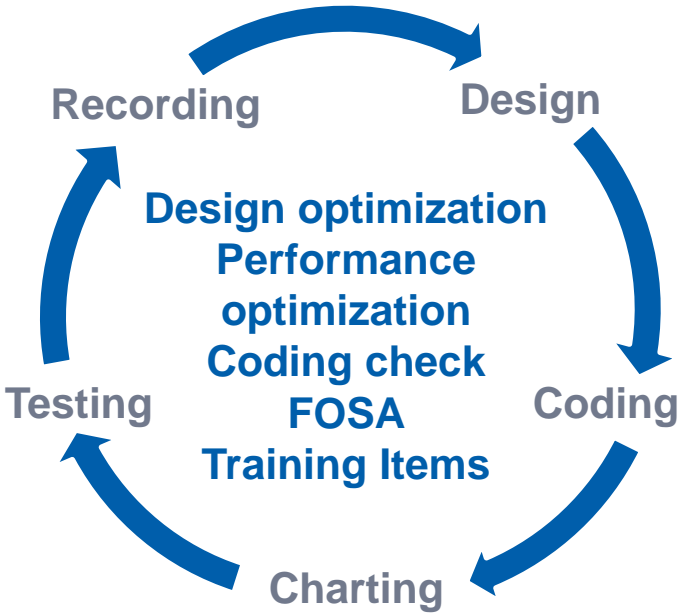 Recording
Design
Design optimization
Performance
optimization
Coding check
FOSA
Training Items
Testing
Coding
Charting